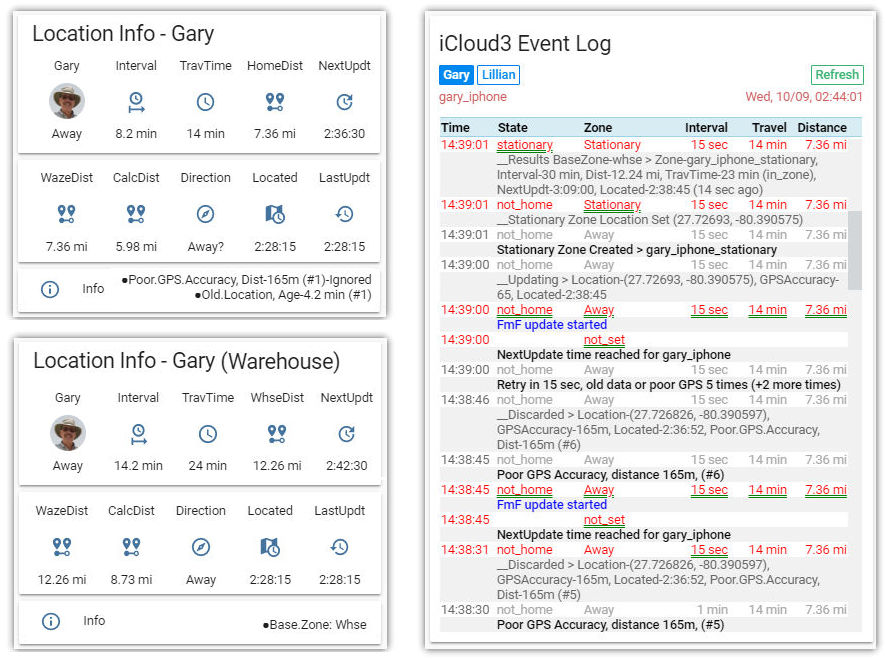 Location Info - Gary
Gary Interval TravTime HomeDist NextUpdt
Away 8.2 min 14 min 7.36 mi 2:36:30
WazeDist CalcDist Direction Located LastUpdt
7.36 mi 5.98 mi Away? 2:28:15 2:28:15
Info
●Poor.GPS.Accuracy, Dist-165m (#1)-Ignored
●Old.Location, Age-4.2 min (#1)
Location Info - Gary (Warehouse)
Gary Interval TravTime WhseDist NextUpdt
Away 14.2 min 24 min 12.26 mi 2:42:30
WazeDist CalcDist Direction Located LastUpdt
12.26 mi 8.73 mi Away 2:28:15 2:28:15
Info ●Base.Zone: Whse
iCloud3 Event Log
Gary Lillian Refresh
gary_iphone Wed, 10/09, 02:44:01
Time State Zone Interval Travel Distance
14:39:01 stationary Stationary 15 sec 14 min 7.36 mi
__Results BaseZone-whse > Zone-gary_iphone_stationary,
Interval-30 min, Dist-12.24 mi, TravTime-23 min (in_zone),
NextUpdt-3:09:00, Located-2:38:45 (14 sec ago)
14:39:01 not_home Stationary 15 sec 14 min 7.36 mi
__Stationary Zone Location Set (27.72693, -80.390575)
14:39:01 not_home Away 15 sec 14 min 7.36 mi
Stationary Zone Created > gary_iphone_stationary
14:39:00 not_home Away 15 sec 14 min 7.36 mi
__Updating > Location-(27.72693, -80.390575), GPSAccuracy-
65, Located-2:38:45
14:39:00 not_home Away 15 sec 14 min 7.36 mi
FmF update started
14:39:00 not_set
NextUpdate time reached for gary_iphone
14:39:00 not_home Away 15 sec 14 min 7.36 mi
Retry in 15 sec, old data or poor GPS 5 times (+2 more times)
14:38:46 not_home Away 15 sec 14 min 7.36 mi
__Discarded > Location-(27.726826, -80.390597),
GPSAccuracy-165m, Located-2:36:52, Poor.GPS.Accuracy,
Dist-165m (#6)
14:38:45 not_home Away 15 sec 14 min 7.36 mi
Poor GPS Accuracy, distance 165m, (#6)
14:38:45 not_home Away 15 sec 14 min 7.36 mi
FmF update started
14:38:45 not_set
NextUpdate time reached for gary_iphone
14:38:31 not_home Away 15 sec 14 min 7.36 mi
__Discarded > Location-(27.726826, -80.390597),
GPSAccuracy-165m, Located-2:36:52, Poor.GPS.Accuracy,
Dist-165m (#5)
14:38:30 not_home Away 1 min 14 min 7.36 mi
Poor GPS Accuracy, distance 165m, (#5)